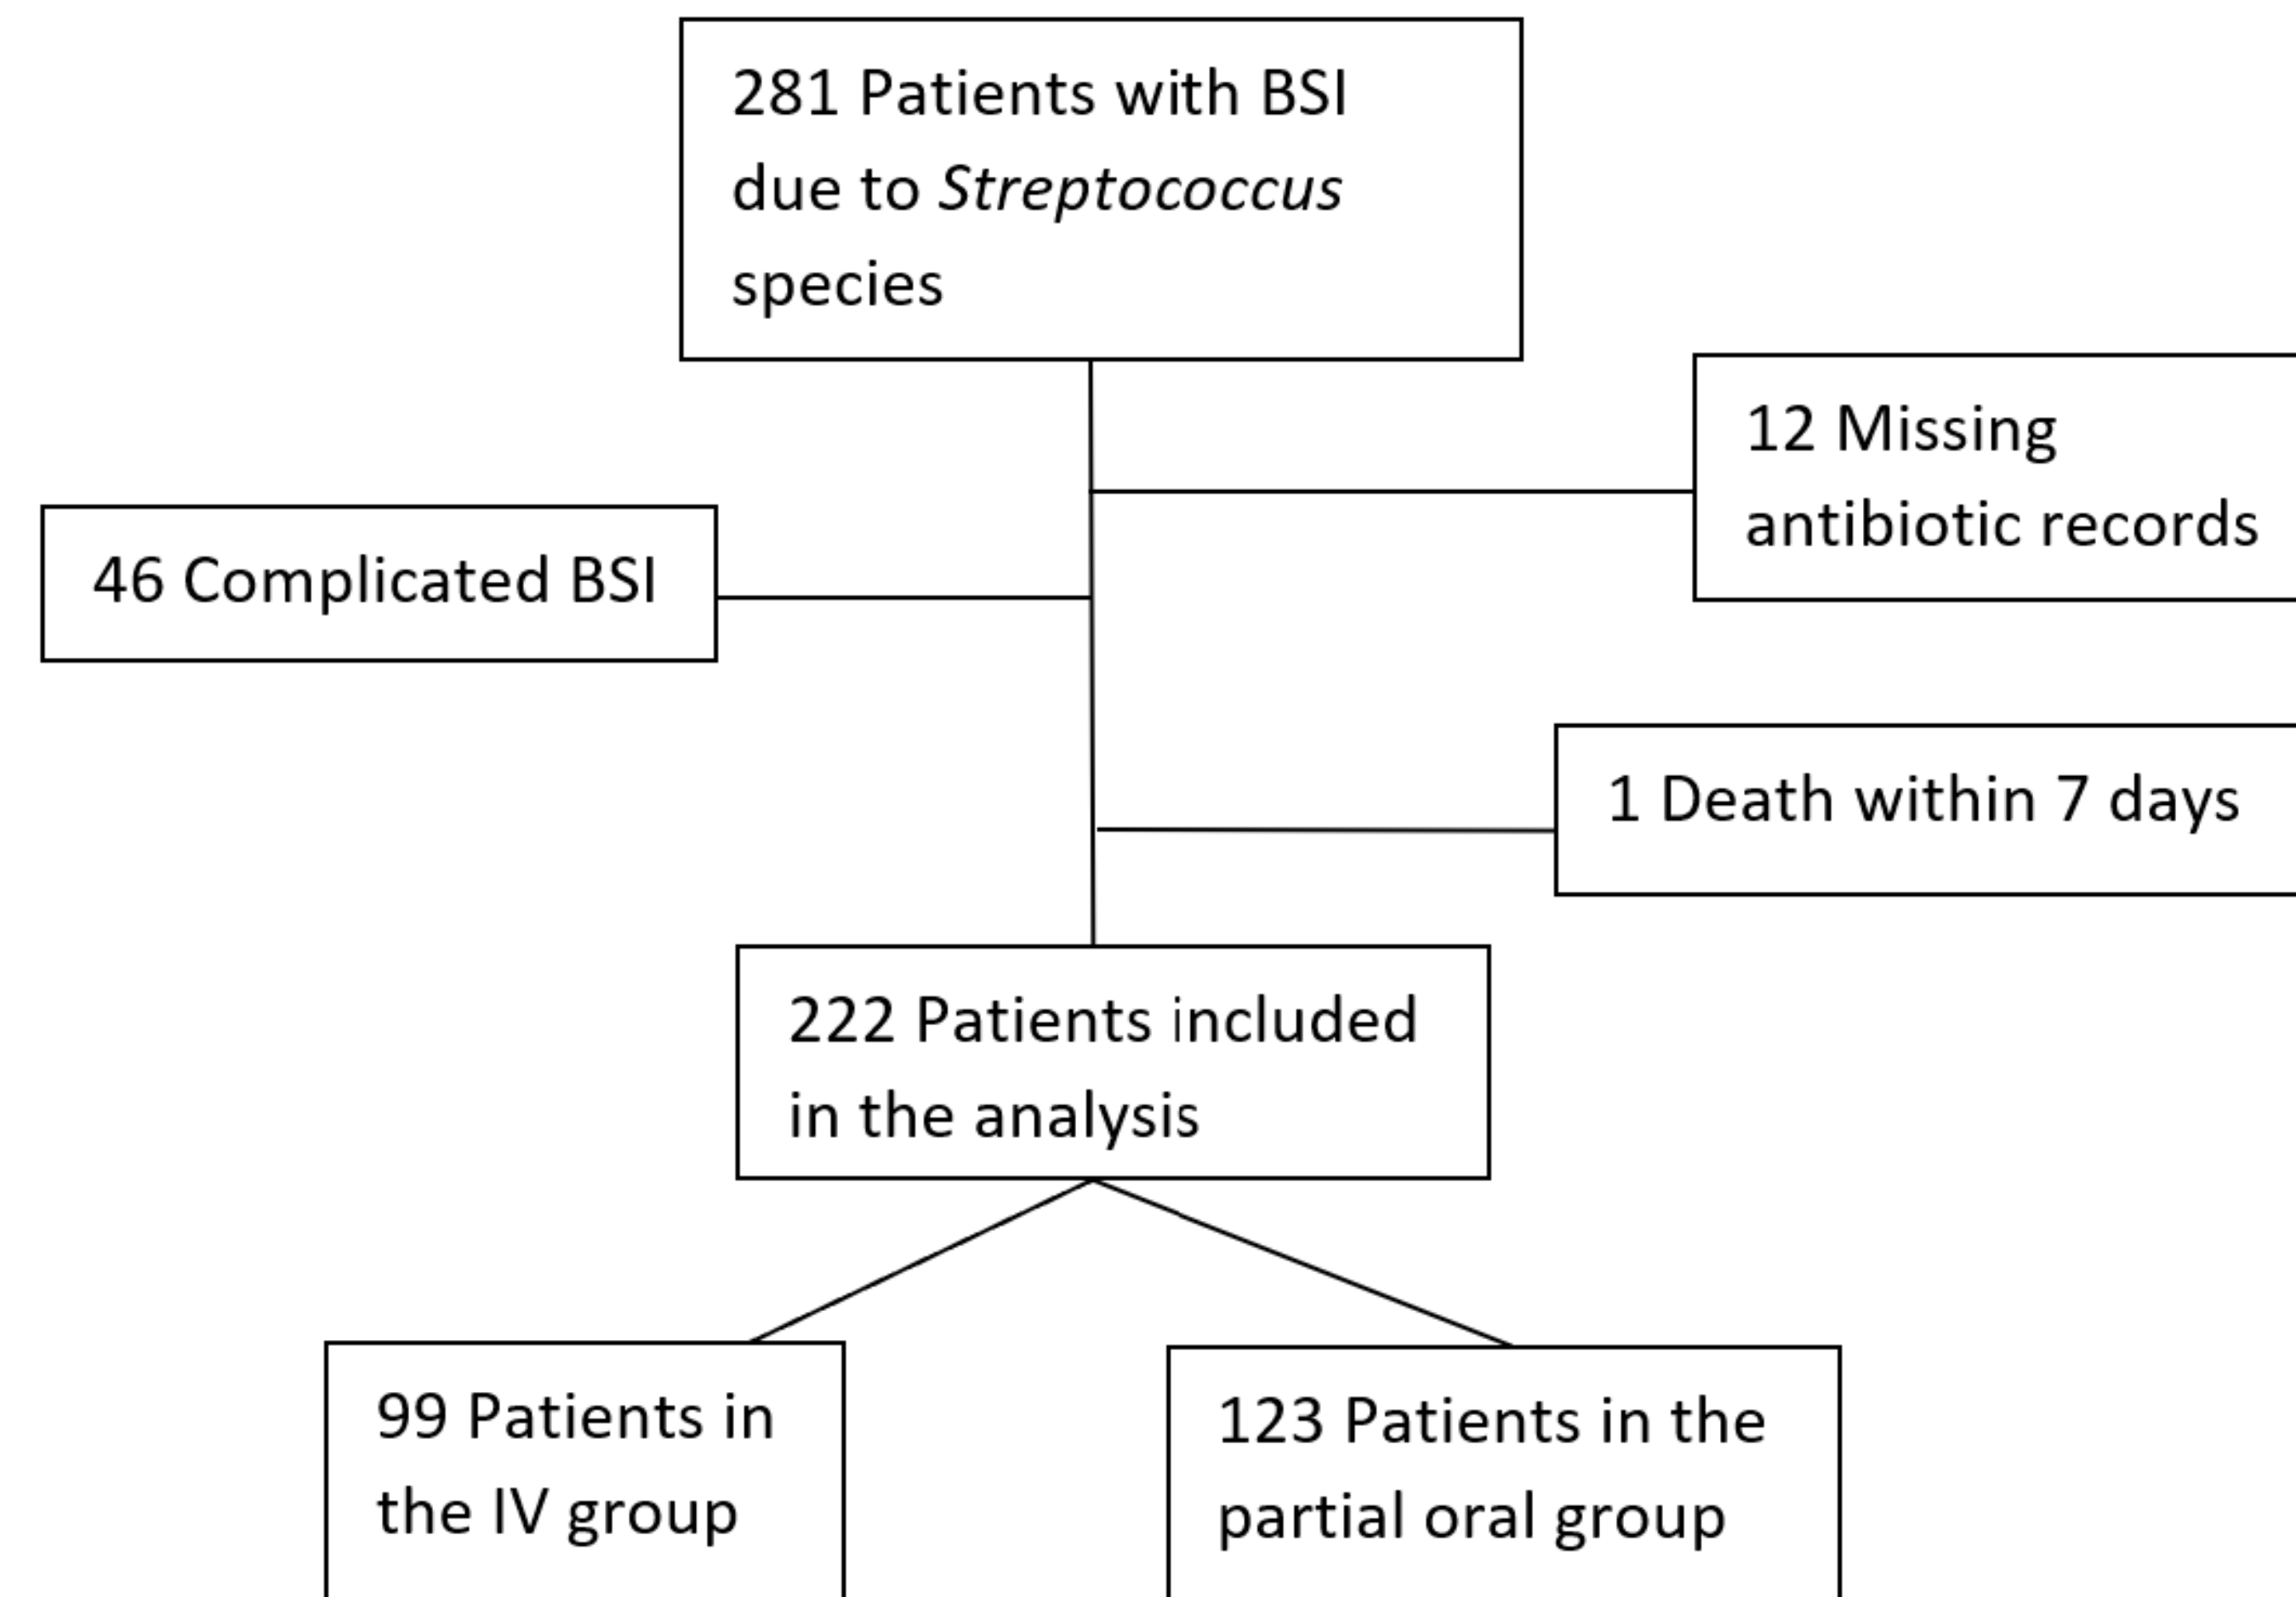 281 Patients with BSI
due to Streptococcus
species
12 Missing
antibiotic records
46 Complicated BSI
1 Death within 7 days
222 Patients included
in the analysis
99 Patients in
the IV group
123 Patients in the
partial oral group